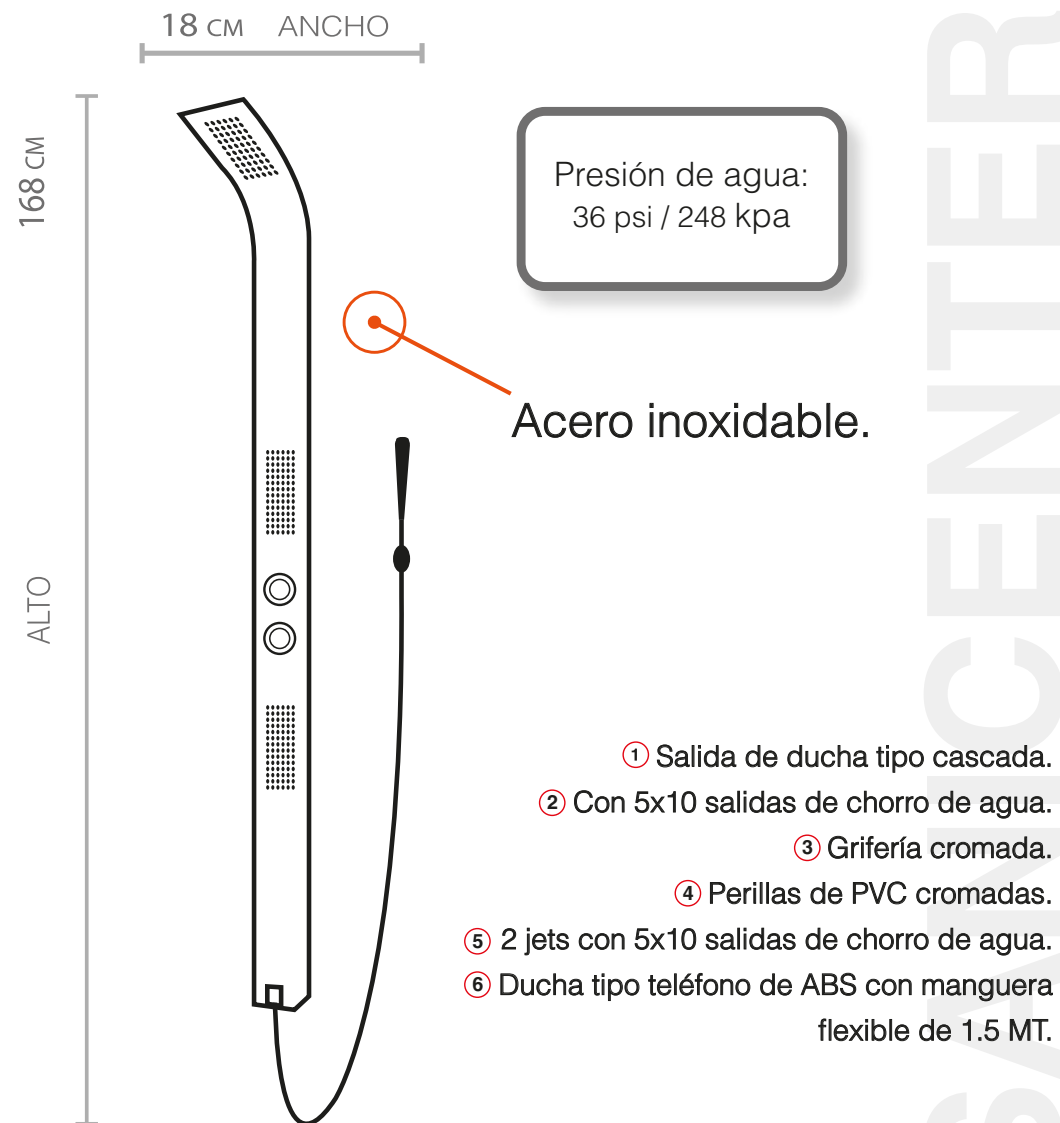 18 CM ANCHO
168 CM
ALTO
Presión de agua:
36 psi / 248 kpa
Acero inoxidable.
1 Salida de ducha tipo cascada.
2 Con 5x10 salidas de chorro de agua.
3 Grifería cromada.
4 Perillas de PVC cromadas.
5 2 jets con 5x10 salidas de chorro de agua.
6 Ducha tipo teléfono de ABS con manguera
flexible de 1.5 MT.
SANICENTER